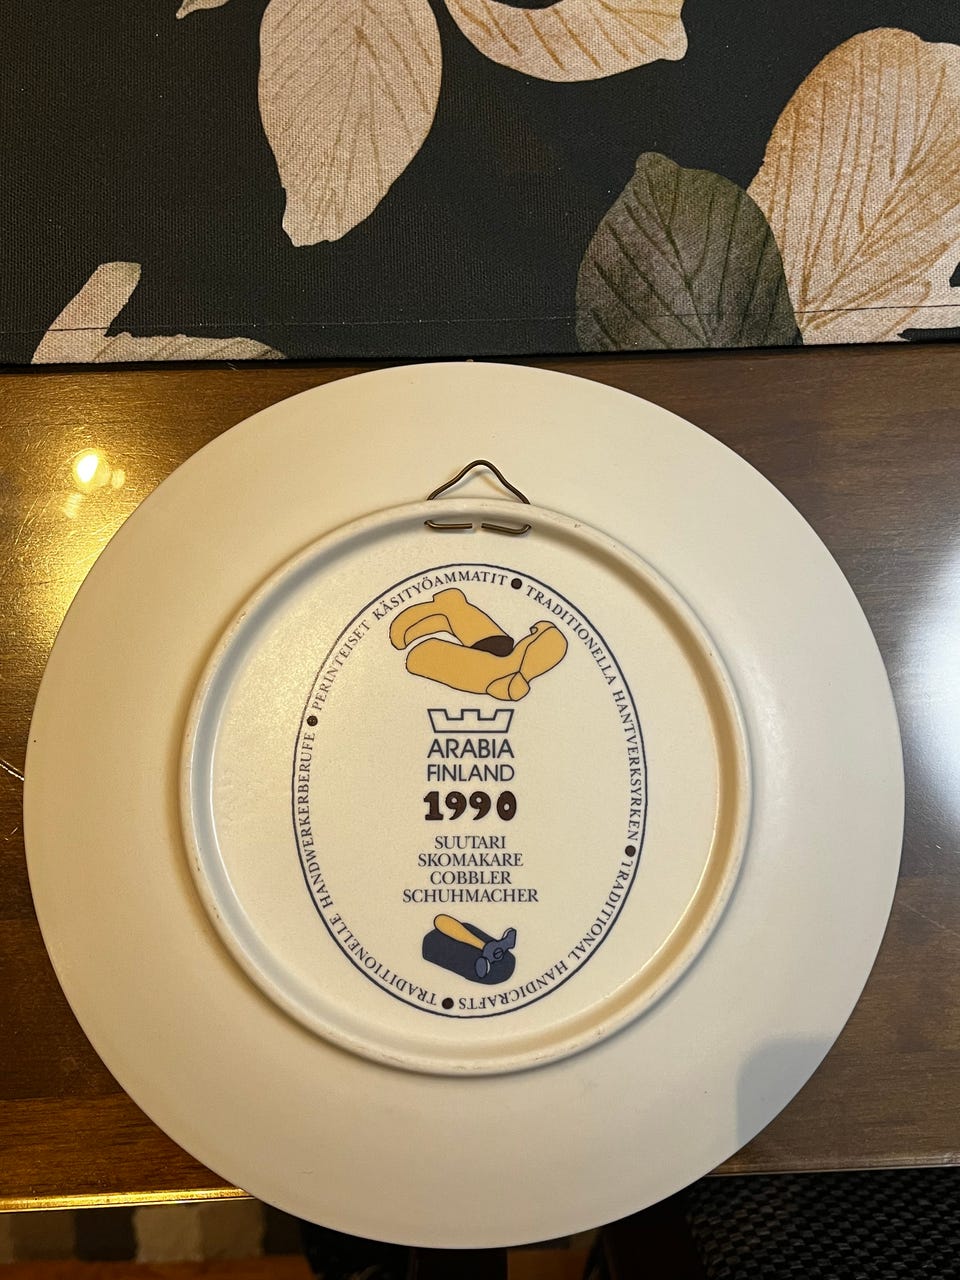 PERINTEISET KÄSITYÖAMMATIT • TRADITIONELLA HANTVERKSYRKEN • TRADITIONAL HANDICRAFTS • TRADITIONELLE HANDWERKERBERUFE •
ARABIA
FINLAND
1990
SUUTARI
SKOMAKARE
COBBLER
SCHUHMACHER